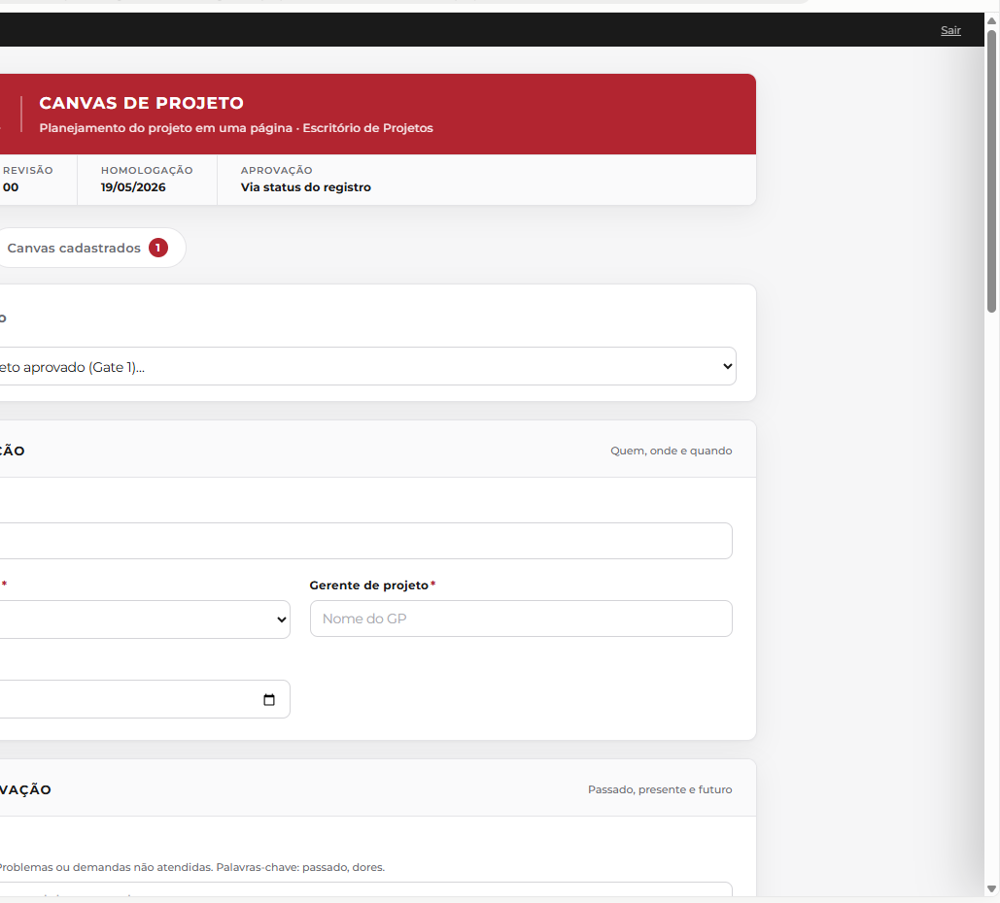 Sair
CANVAS DE PROJETO
Planejamento do projeto em uma página · Escritório de Projetos
REVISÃO
00
HOMOLOGAÇÃO
19/05/2026
APROVAÇÃO
Via status do registro
Canvas cadastrados 1
o
eto aprovado (Gate 1)...
ÇÃO
Quem, onde e quando
*
Gerente de projeto *
Nome do GP
VAÇÃO
Passado, presente e futuro
Problemas ou demandas não atendidas. Palavras-chave: passado, dores.